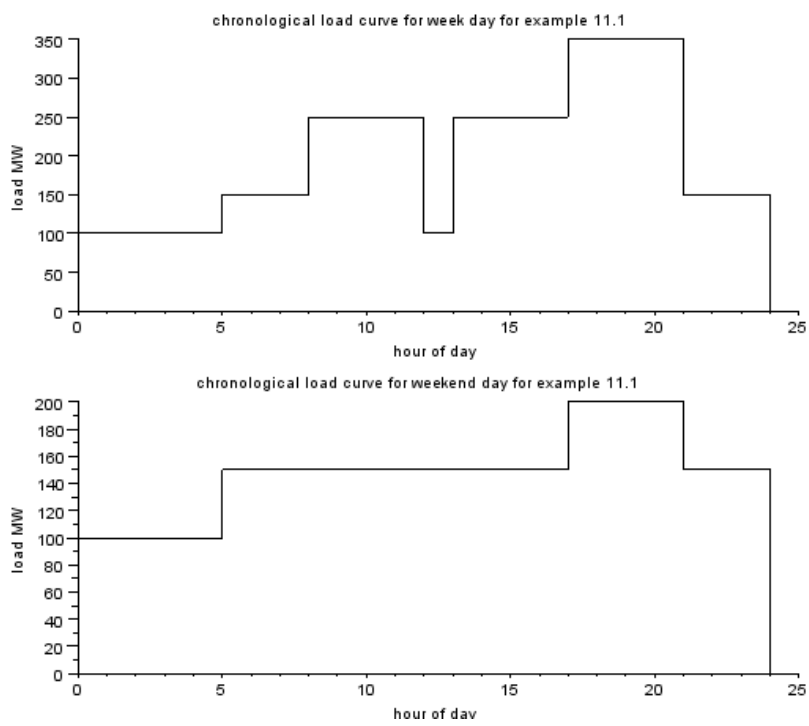 chronological load curve for week day for example 11.1
350
300
250
200
150
100
50
0
load MW
0 5 10 15 20 25
hour of day
chronological load curve for weekend day for example 11.1
200
180
160
140
120
100
80
60
40
20
0
load MW
0 5 10 15 20 25
hour of day